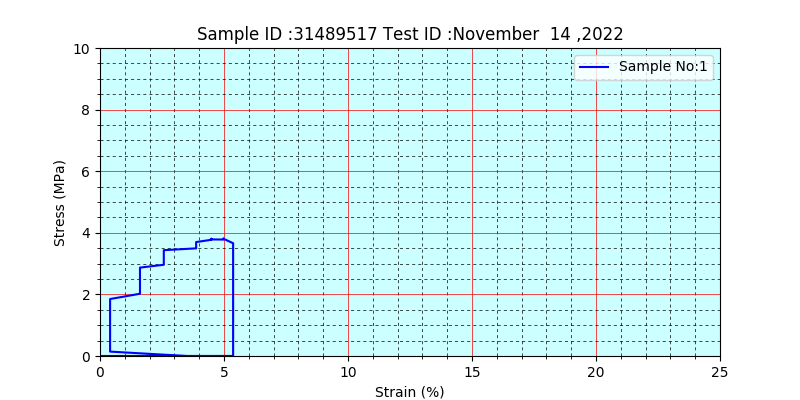 Sample ID :31489517 Test ID :November  14 ,2022
Sample No:1
10
8
6
4
2
0
Stress (MPa)
0 5 10 15 20 25
Strain (%)